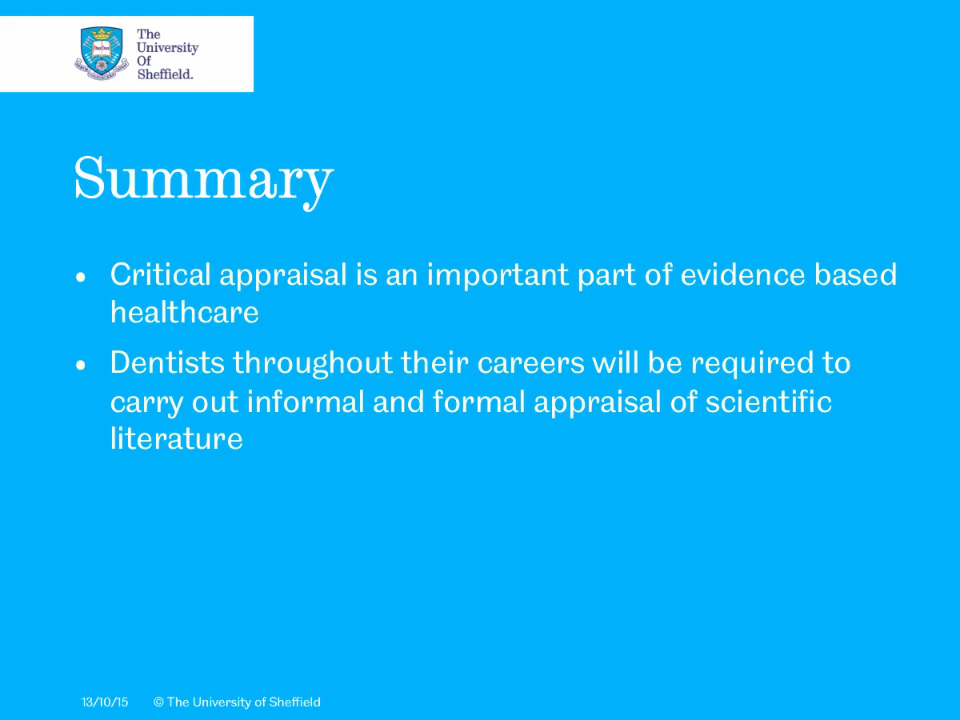 The
University
Of
Sheffield.
Summary
• Critical appraisal is an important part of evidence based
healthcare
• Dentists throughout their careers will be required to
carry out informal and formal appraisal of scientific
literature
13/10/15 © The University of Sheffield